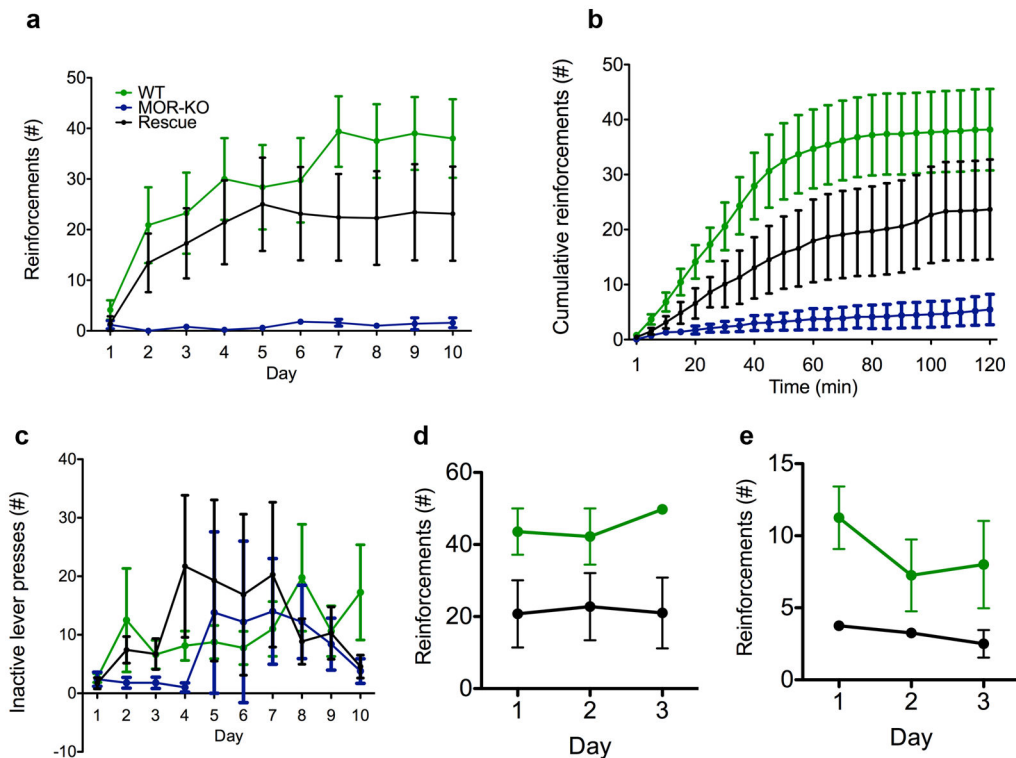 a
Reinforcements (#)
50
40
30
20
10
0
WT
MOR-KO
Rescue
1 2 3 4 5 6 7 8 9 10
Day
b
Cumulative reinforcements (#)
50
40
30
20
10
0
1 20 40 60 80 100 120
Time (min)
c
Inactive lever presses (#)
40
30
20
10
0
-10
1 2 3 4 5 6 7 8 9 10
Day
d
Reinforcements (#)
60
40
20
0
1 2 3
Day
e
Reinforcements (#)
15
10
5
0
1 2 3
Day